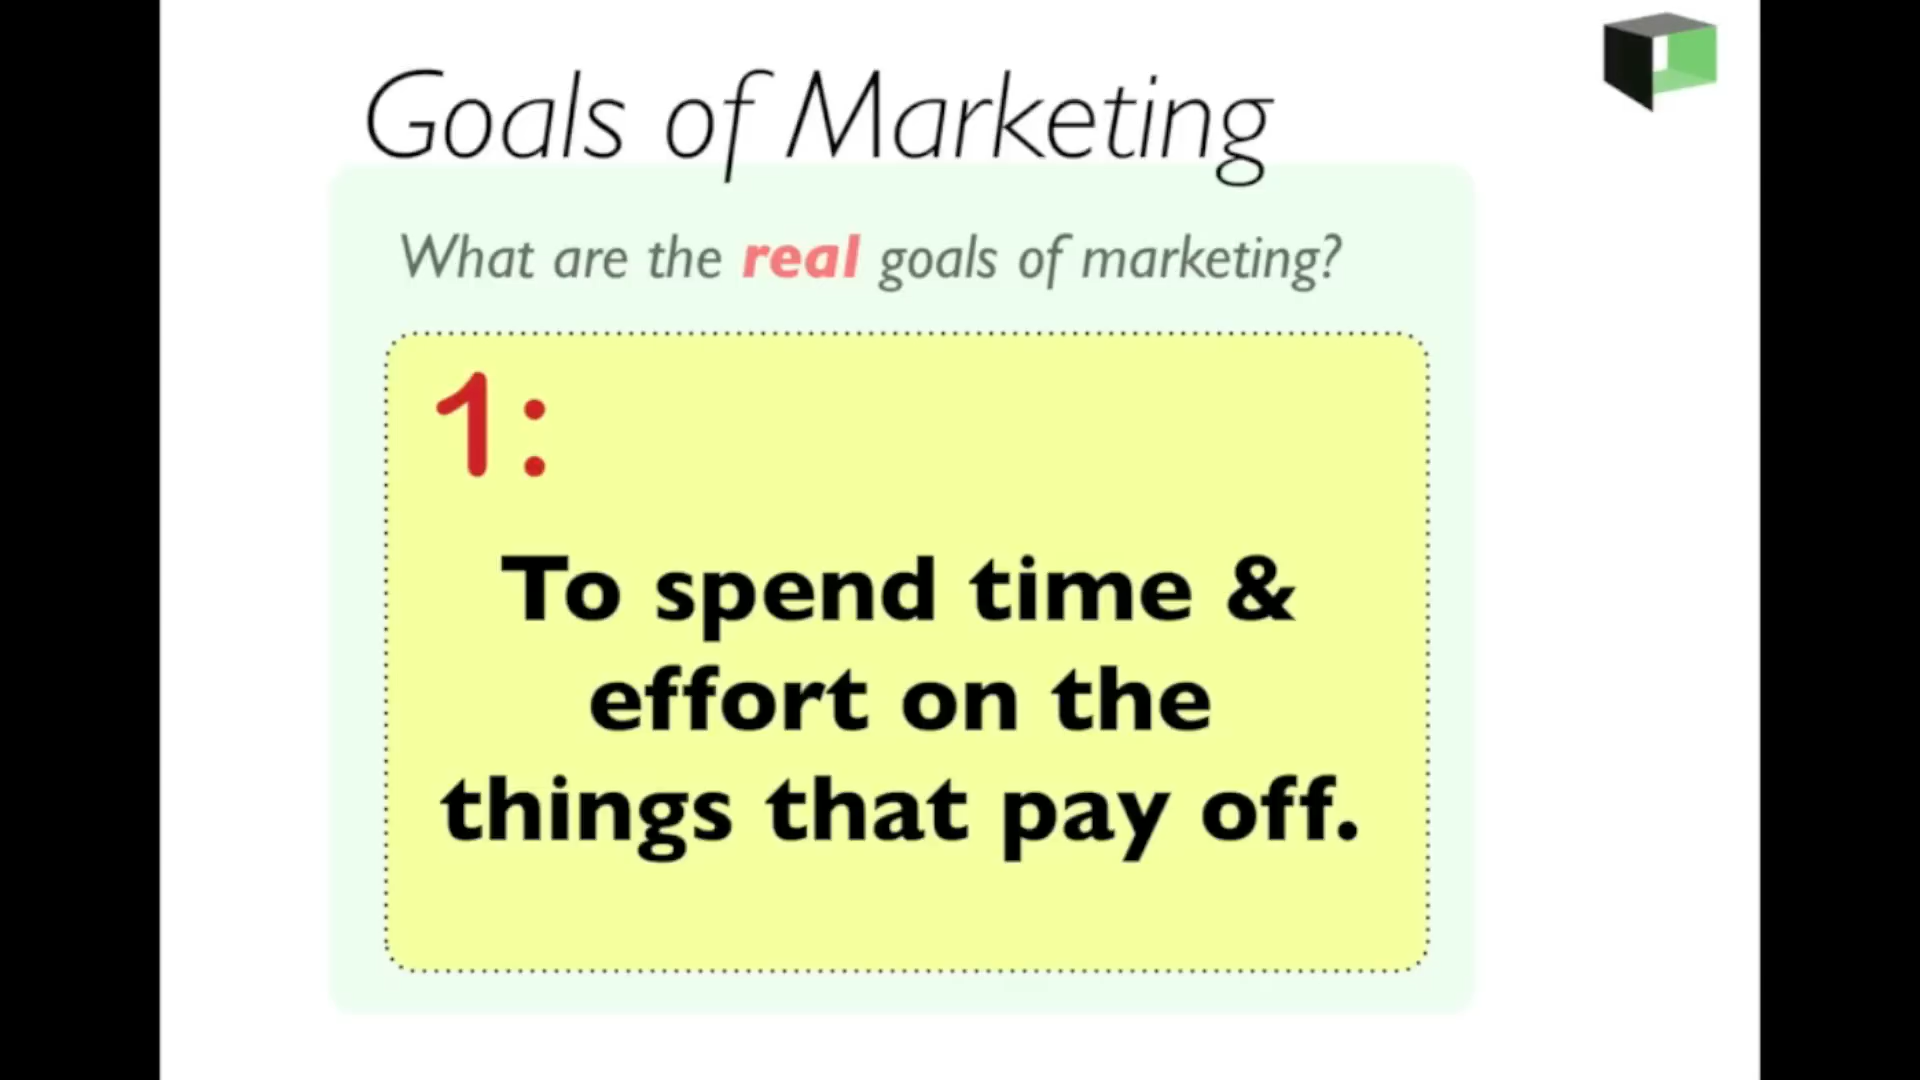 Goals of Marketing
What are the real goals of marketing?
1:
To spend time &
effort on the
things that pay off.